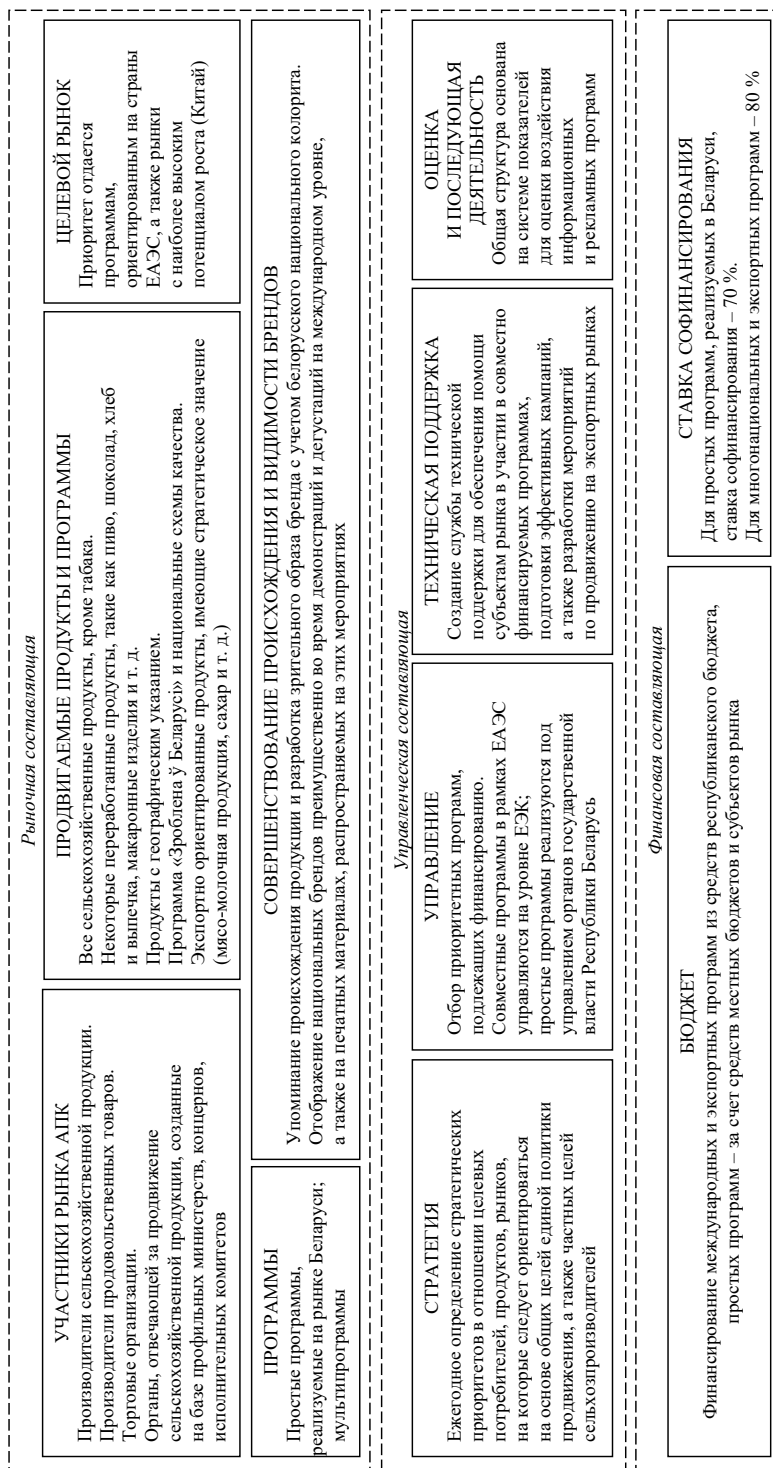 Рыночная составляющая
УЧАСТНИКИ РЫНКА АПК
Производители сельскохозяйственной продукции.
Производители продовольственных товаров.
Торговые организации.
Органы, отвечающей за продвижение
сельскохозяйственной продукции, созданные
на базе профильных министерств, концернов,
исполнительных комитетов
ПРОДВИГАЕМЫЕ ПРОДУКТЫ И ПРОГРАММЫ
Все сельскохозяйственные продукты, кроме табака.
Некоторые переработанные продукты, такие как пиво, шоколад, хлеб
и выпечка, макаронные изделия и т. д.
Продукты с географическим указанием.
Программа «Зроблена ў Беларусі» и национальные схемы качества.
Экспортно ориентированные продукты, имеющие стратегическое значение
(мясо-молочная продукция, сахар и т. д.)
ЦЕЛЕВОЙ РЫНОК
Приоритет отдается
программам,
ориентированным на страны
ЕАЭС, а также рынки
с наиболее высоким
потенциалом роста (Китай)
ПРОГРАММЫ
Простые программы,
реализуемые на рынке Беларуси;
мультипрограммы
СОВЕРШЕНСТВОВАНИЕ ПРОИСХОЖДЕНИЯ И ВИДИМОСТИ БРЕНДОВ
Упоминание происхождения продукции и разработка зрительного образа бренда с учетом белорусского национального колорита.
Отображение национальных брендов преимущественно во время демонстраций и дегустаций на международном уровне,
а также на печатных материалах, распространяемых на этих мероприятиях
Управленческая составляющая
СТРАТЕГИЯ
Ежегодное определение стратегических
приоритетов в отношении целевых
потребителей, продуктов, рынков,
на которые следует ориентироваться
на основе общих целей единой политики
продвижения, а также частных целей
сельхозпроизводителей
УПРАВЛЕНИЕ
Отбор приоритетных программ,
подлежащих финансированию.
Совместные программы в рамках ЕАЭС
управляются на уровне ЕЭК;
простые программы реализуются под
управлением органов государственной
власти Республики Беларусь
ТЕХНИЧЕСКАЯ ПОДДЕРЖКА
Создание службы технической
поддержки для обеспечения помощи
субъектам рынка в участии в совместно
финансируемых программах,
подготовки эффективных кампаний,
а также разработки мероприятий
по продвижению на экспортных рынках
ОЦЕНКА
И ПОСЛЕДУЮЩАЯ
ДЕЯТЕЛЬНОСТЬ
Общая структура основана
на системе показателей
для оценки воздействия
информационных
и рекламных программ
Финансовая составляющая
БЮДЖЕТ
Финансирование международных и экспортных программ из средств республиканского бюджета,
простых программ – за счет средств местных бюджетов и субъектов рынка
СТАВКА СОФИНАНСИРОВАНИЯ
Для простых программ, реализуемых в Беларуси,
ставка софинансирования – 70 %.
Для многонациональных и экспортных программ – 80 %